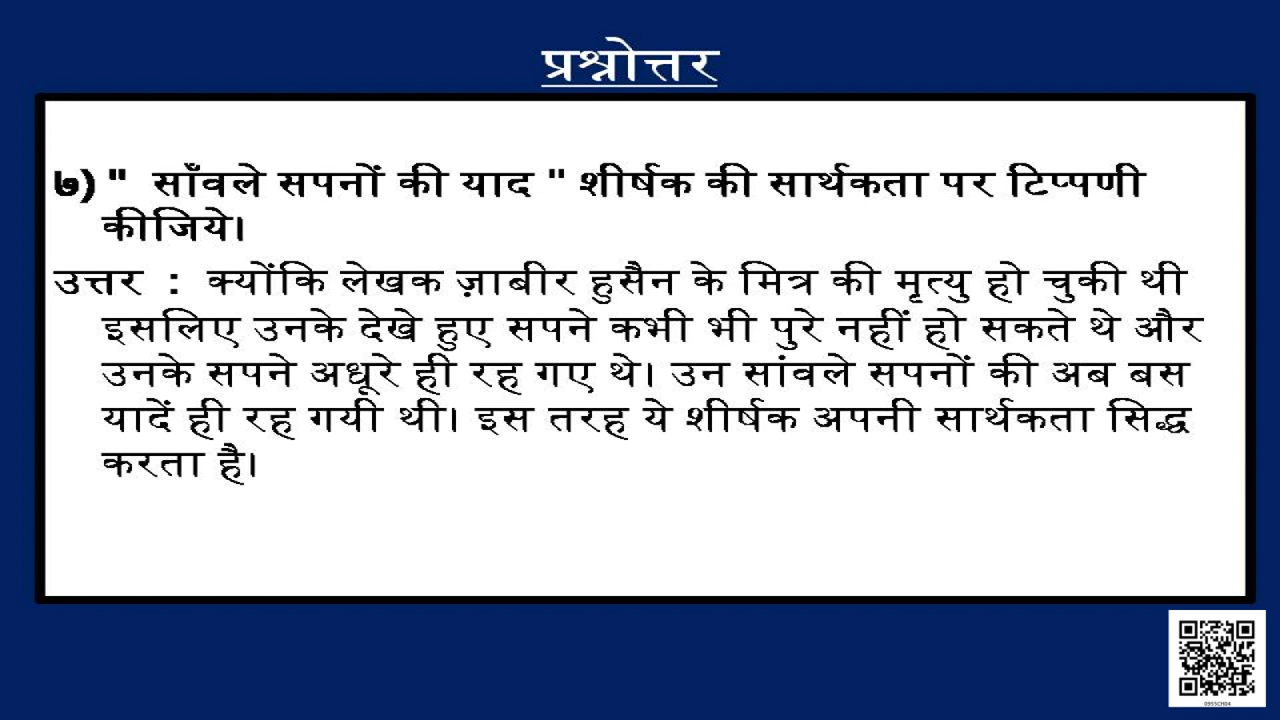 प्रश्नोत्तर
७) " साँवले सपनों की याद " शीर्षक की सार्थकता पर टिप्पणी
कीजिये।
उत्तर : क्योंकि लेखक ज़ाबीर हुसैन के मित्र की मृत्यु हो चुकी थी
इसलिए उनके देखे हुए सपने कभी भी पुरे नहीं हो सकते थे और
उनके सपने अधूरे ही रह गए थे। उन सांवले सपनों की अब बस
यादें ही रह गयी थी। इस तरह ये शीर्षक अपनी सार्थकता सिद्ध
करता है।
0955CH04